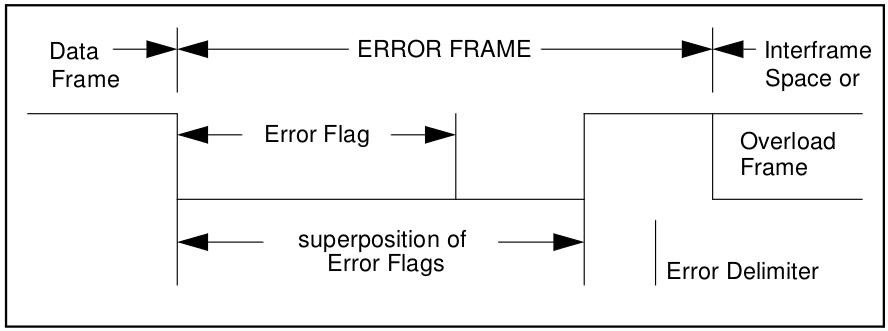 Data
Frame
ERROR FRAME
Interframe
Space or
Error Flag
Overload
Frame
superposition of
Error Flags
Error Delimiter